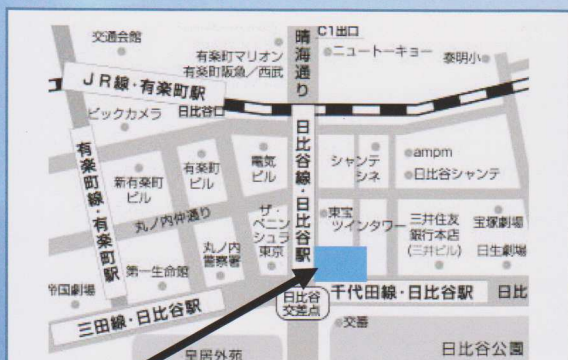 交通会館
有楽町マリオン
有楽町阪急／西武
晴海通り
C1出口
ニュートーキョー
泰明小
JR線・有楽町駅
ビックカメラ
日比谷口
有楽町線・有楽町駅
新有楽町
ビル
有楽町
ビル
電気
ビル
日比谷線・日比谷駅
シャンテ
シネ
ampm
日比谷シャンテ
丸ノ内仲通り
ザ・
ペニン
シュラ
東京
東宝
ツインタワー
三井住友
銀行本店
(三井ビル)
宝塚劇場
日生劇場
丸ノ内
警察署
第一生命館
帝国劇場
三田線・日比谷駅
日比谷
交差点
千代田線・日比谷駅
日比
交番
皇居外苑
日比谷公園